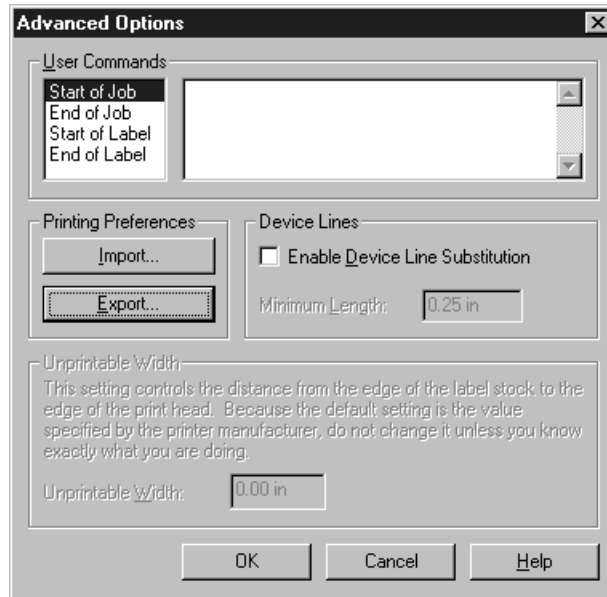 Advanced Options
User Commands
Start of Job
End of Job
Start of Label
End of Label
Printing Preferences
Import...
Export...
Device Lines
Enable Device Line Substitution
Minimum Length:
0.25 in
Unprintable Width
This setting controls the distance from the edge of the label stock to the
edge of the print head. Because the default setting is the value
specified by the printer manufacturer, do not change it unless you know
exactly what you are doing.
Unprintable Width:
0.00 in
OK
Cancel
Help